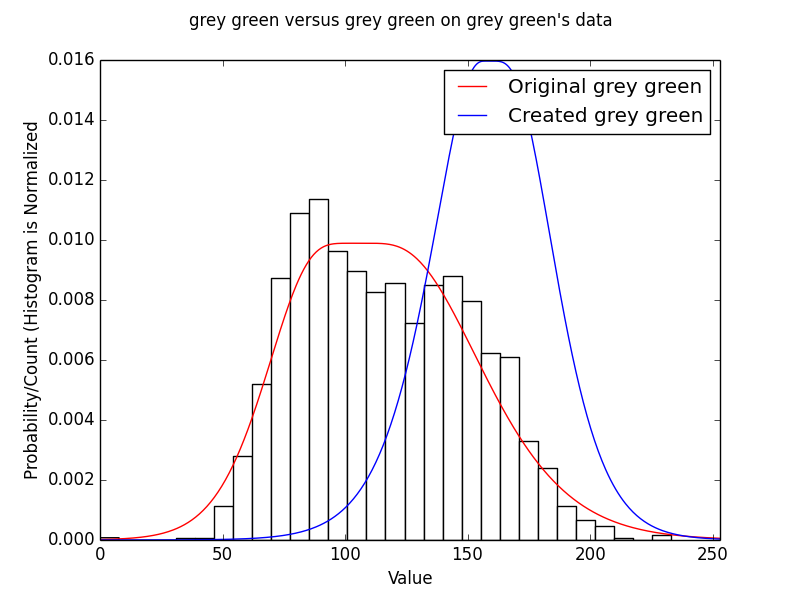 grey green versus grey green on grey green's data
0.016
0.014
0.012
0.010
0.008
0.006
0.004
0.002
0.000
Probability/Count (Histogram is Normalized
Original grey green
Created grey green
0 50 100 150 200 250
Value